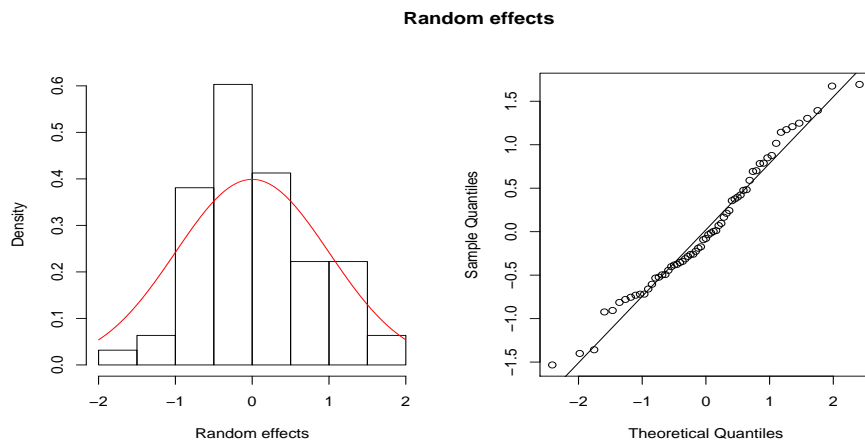 Random effects
Density
0.0 0.1 0.2 0.3 0.4 0.5 0.6
−2 −1 0 1 2
Random effects
Sample Quantiles
−1.5 −1.0 −0.5 0.0 0.5 1.0 1.5
−2 −1 0 1 2
Theoretical Quantiles